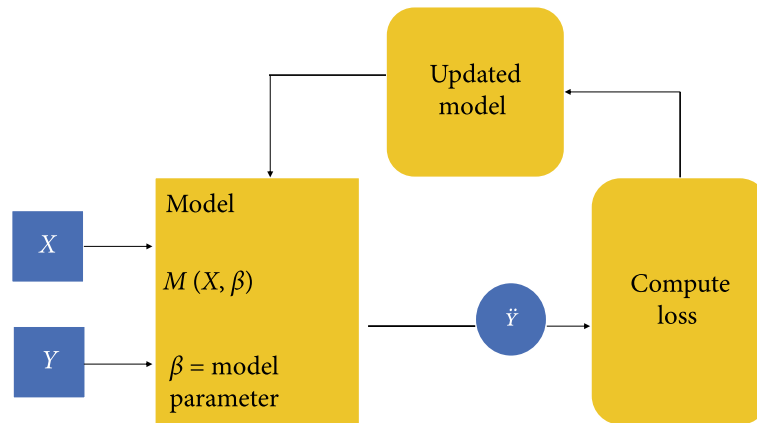 Updated
model
Model
X
M (X, β)
Ÿ
Compute
loss
Y
β = model
parameter